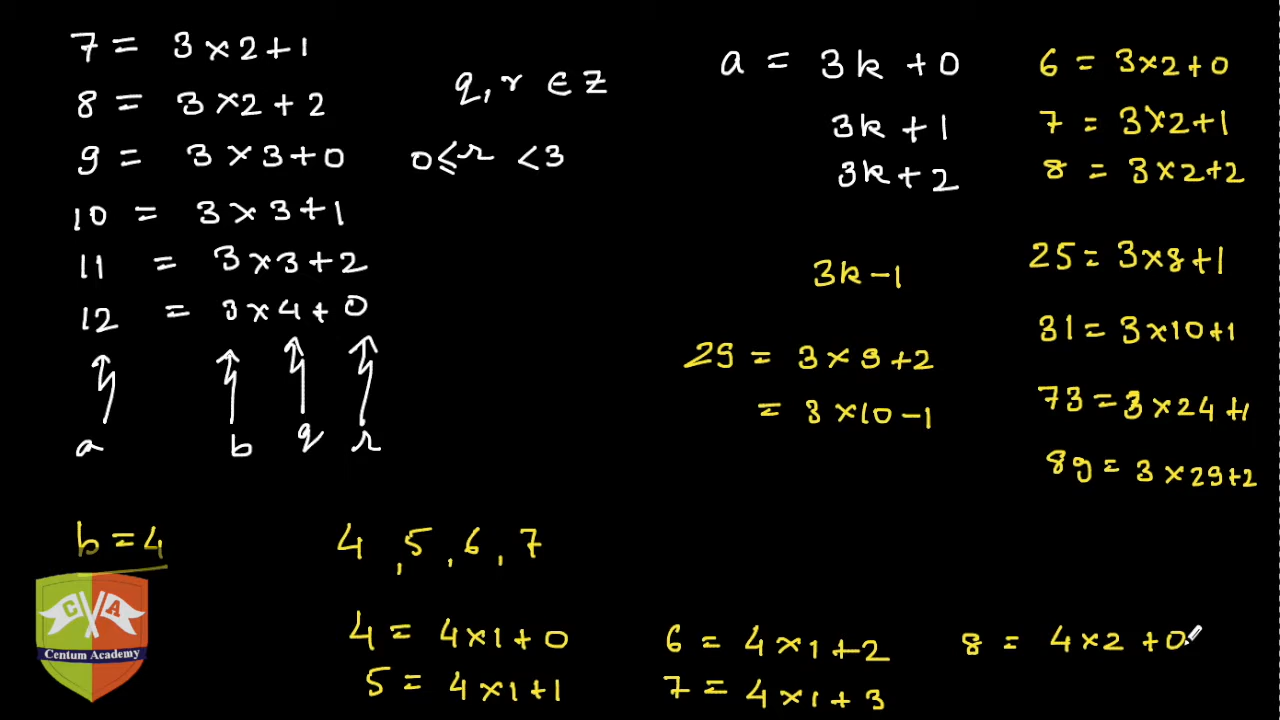 7 = 3 × 2 + 1
8 = 3 × 2 + 2
9 = 3 × 3 + 0
10 = 3 × 3 + 1
11 = 3 × 3 + 2
12 = 3 × 4 + 0
a b q r
q, r ∈ Z
0 ≤ r < 3
a = 3k + 0
3k + 1
3k + 2
3k - 1
29 = 3 × 9 + 2
= 3 × 10 - 1
6 = 3 × 2 + 0
7 = 3 × 2 + 1
8 = 3 × 2 + 2
25 = 3 × 8 + 1
31 = 3 × 10 + 1
73 = 3 × 24 + 1
89 = 3 × 29 + 2
b = 4
4 , 5 , 6 , 7
4 = 4 × 1 + 0
5 = 4 × 1 + 1
6 = 4 × 1 + 2
7 = 4 × 1 + 3
8 = 4 × 2 + 0
C A
Centum Academy